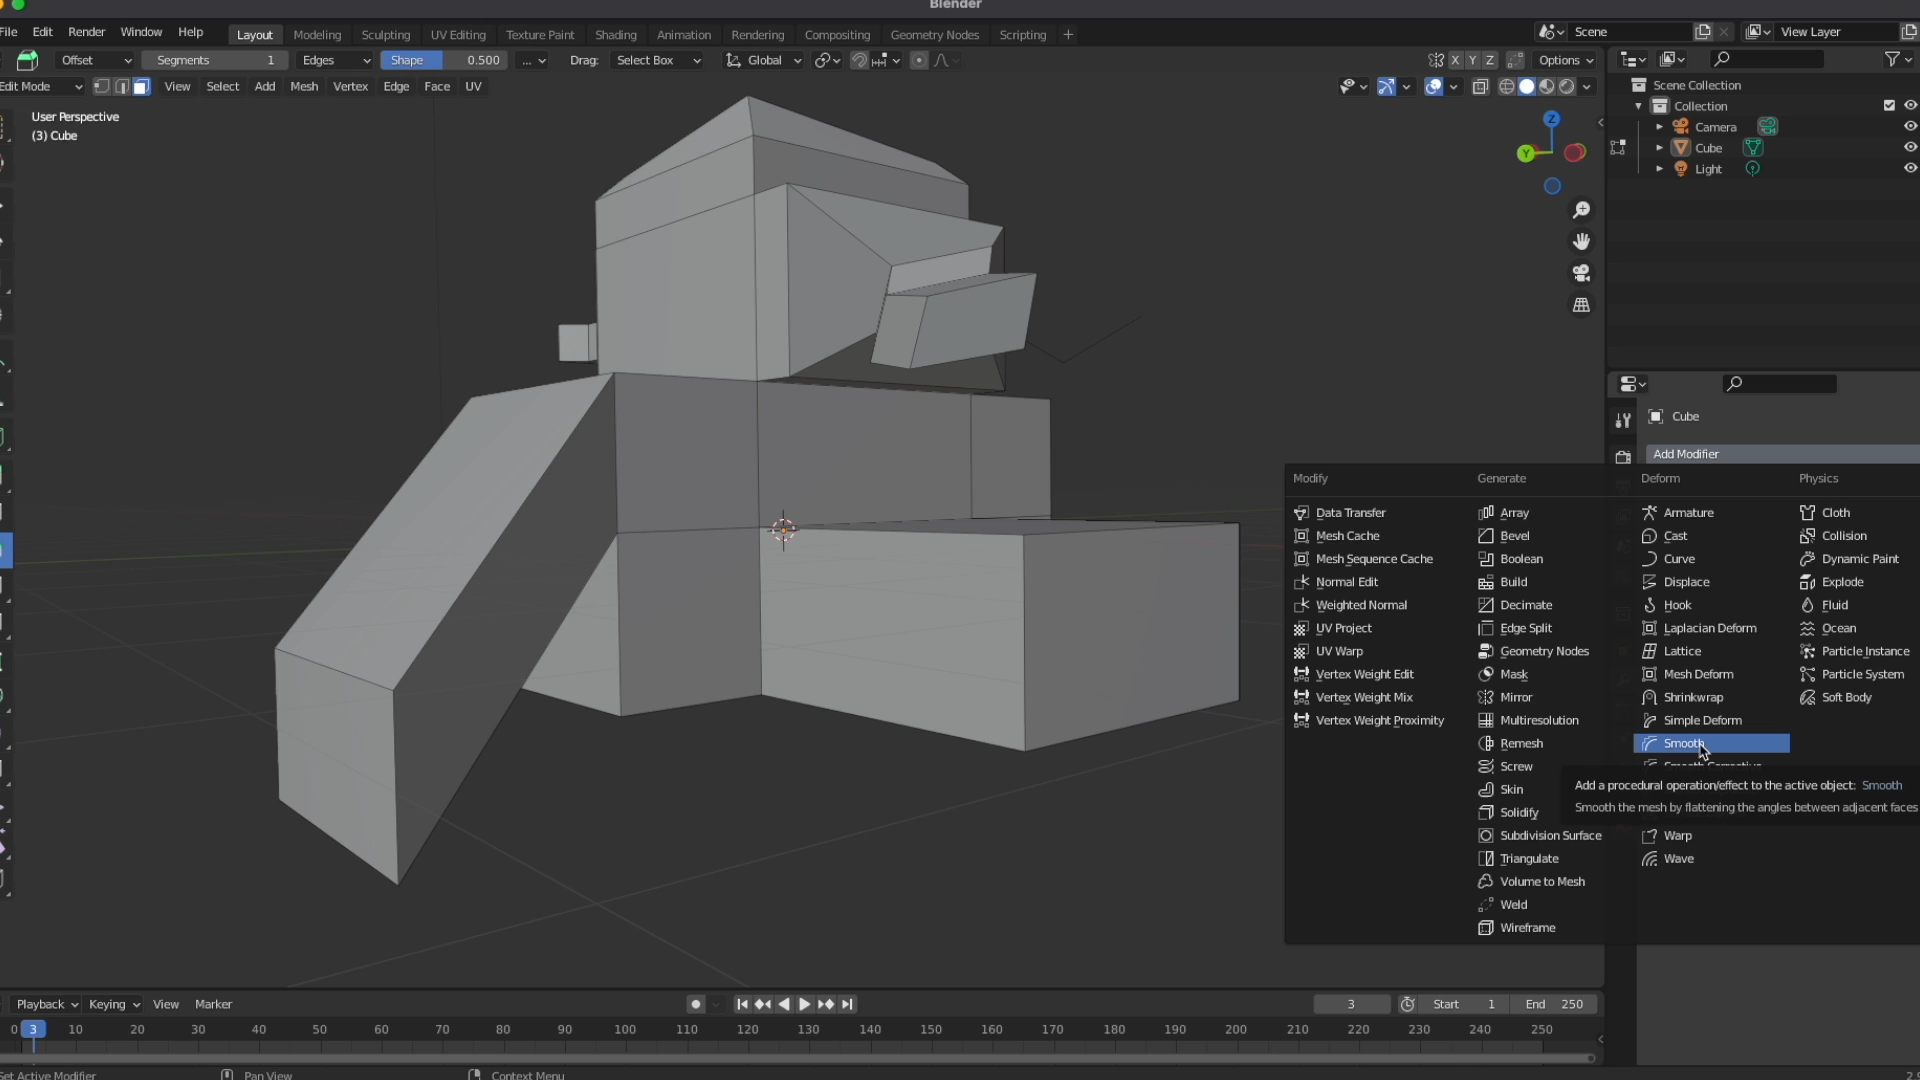 Blender
File Edit Render Window Help Layout Modeling Sculpting UV Editing Texture Paint Shading Animation Rendering Compositing Geometry Nodes Scripting + Scene View Layer
Offset Segments 1 Edges Shape 0.500 ... Drag: Select Box Global X Y Z Options
Edit Mode View Select Add Mesh Vertex Edge Face UV
User Perspective
(3) Cube
Z
Y
Scene Collection
Collection
Camera
Cube
Light
Cube
Add Modifier
Modify
Data Transfer
Mesh Cache
Mesh Sequence Cache
Normal Edit
Weighted Normal
UV Project
UV Warp
Vertex Weight Edit
Vertex Weight Mix
Vertex Weight Proximity
Generate
Array
Bevel
Boolean
Build
Decimate
Edge Split
Geometry Nodes
Mask
Mirror
Multiresolution
Remesh
Screw
Skin
Solidify
Subdivision Surface
Triangulate
Volume to Mesh
Weld
Wireframe
Deform
Armature
Cast
Curve
Displace
Hook
Laplacian Deform
Lattice
Mesh Deform
Shrinkwrap
Simple Deform
Smooth
Smooth Corrective
Add a procedural operation/effect to the active object: Smooth
Smooth the mesh by flattening the angles between adjacent faces
Warp
Wave
Physics
Cloth
Collision
Dynamic Paint
Explode
Fluid
Ocean
Particle Instance
Particle System
Soft Body
Playback Keying View Marker 3 Start 1 End 250
0 3 10 20 30 40 50 60 70 80 90 100 110 120 130 140 150 160 170 180 190 200 210 220 230 240 250
Set Active Modifier Pan View Context Menu 2.9